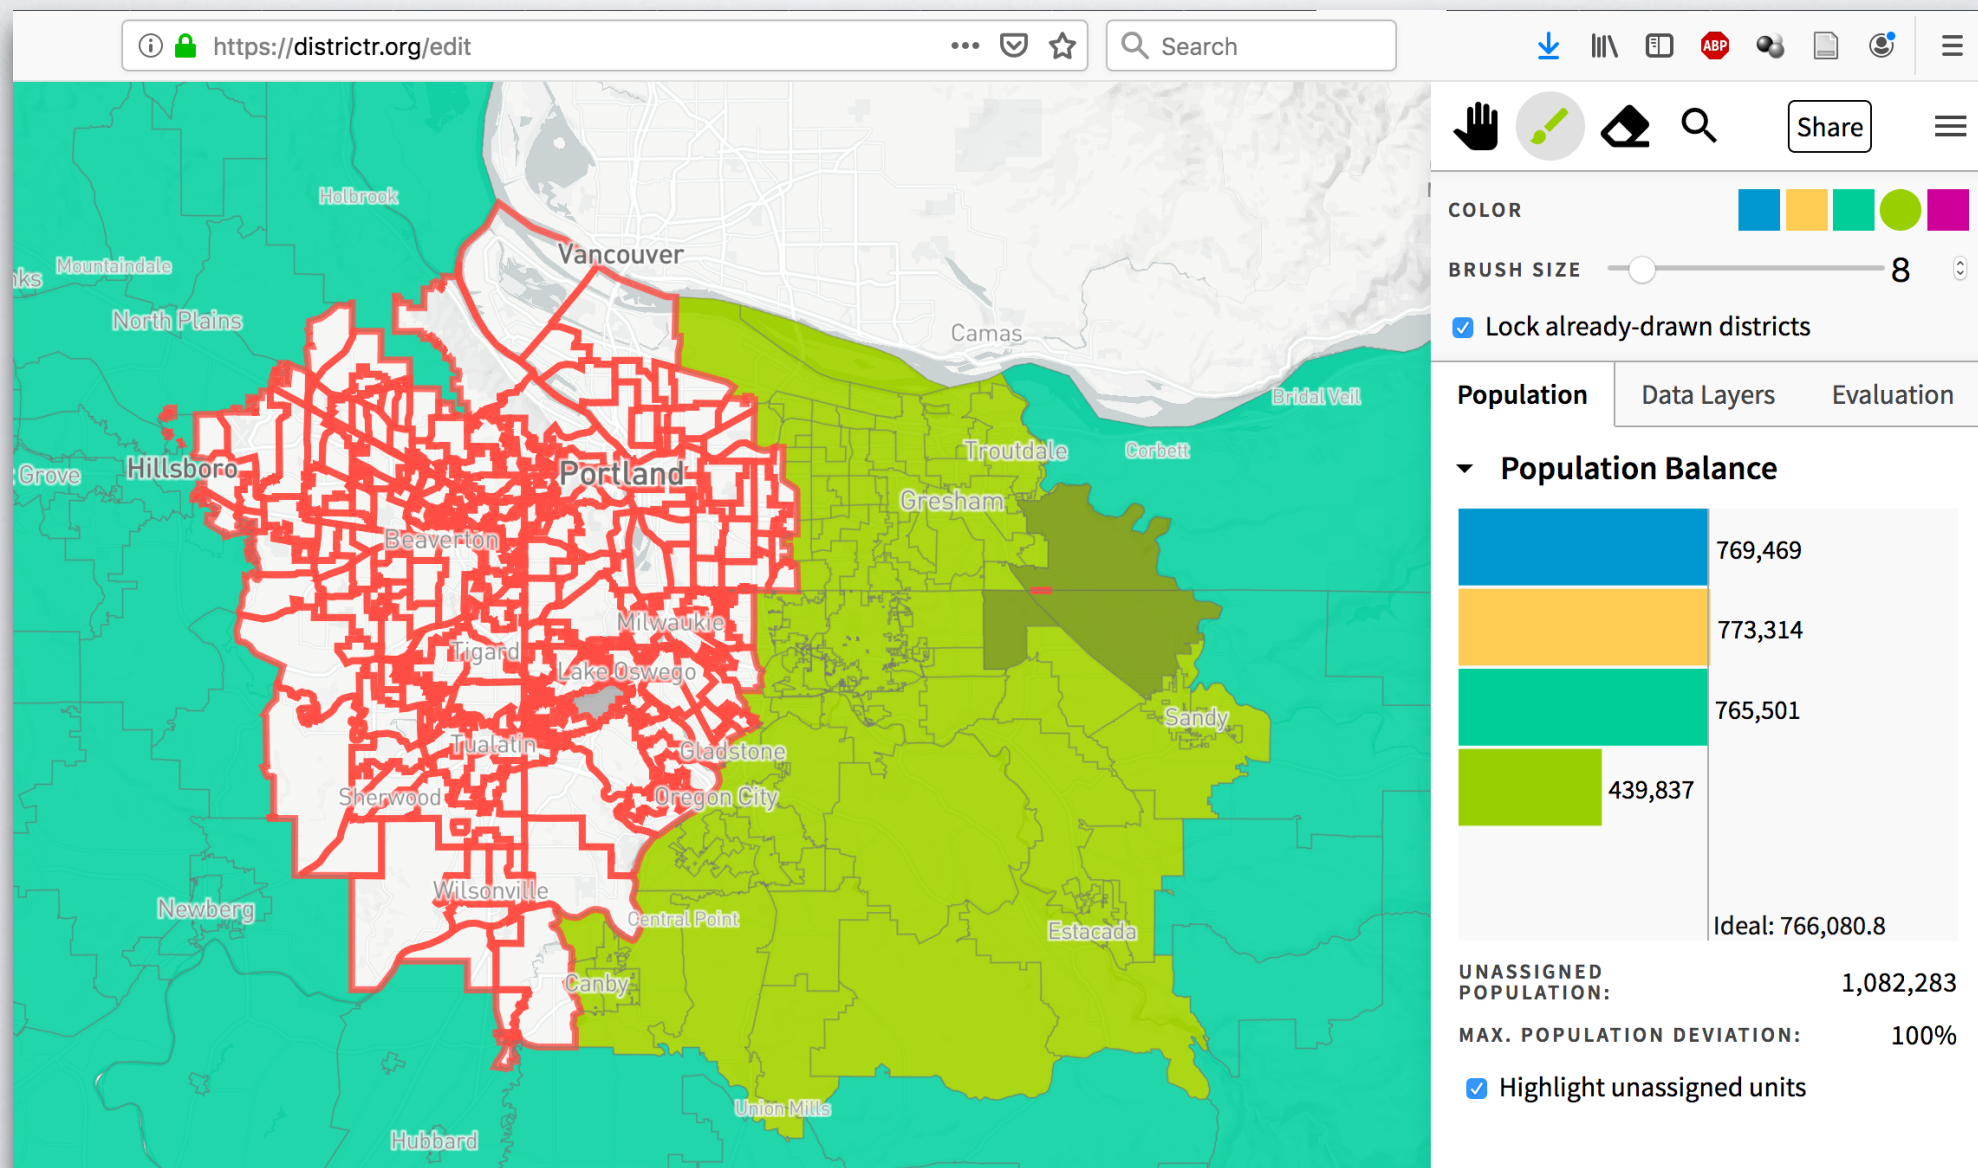 https://districtr.org/edit
Search
Share
COLOR
BRUSH SIZE 8
Lock already-drawn districts
Population Data Layers Evaluation
Population Balance
769,469
773,314
765,501
439,837
Ideal: 766,080.8
UNASSIGNED
POPULATION: 1,082,283
MAX. POPULATION DEVIATION: 100%
Highlight unassigned units
ABP
Holbrook
Vancouver
Mountaindale
North Plains
Camas
Bridal Veil
Troutdale
Corbett
Grove
Hillsboro
Portland
Gresham
Beaverton
Milwaukie
Tigard
Lake Oswego
Sandy
Tualatin
Gladstone
Sherwood
Oregon City
Wilsonville
Newberg
Central Point
Estacada
Canby
Union Mills
Hubbard